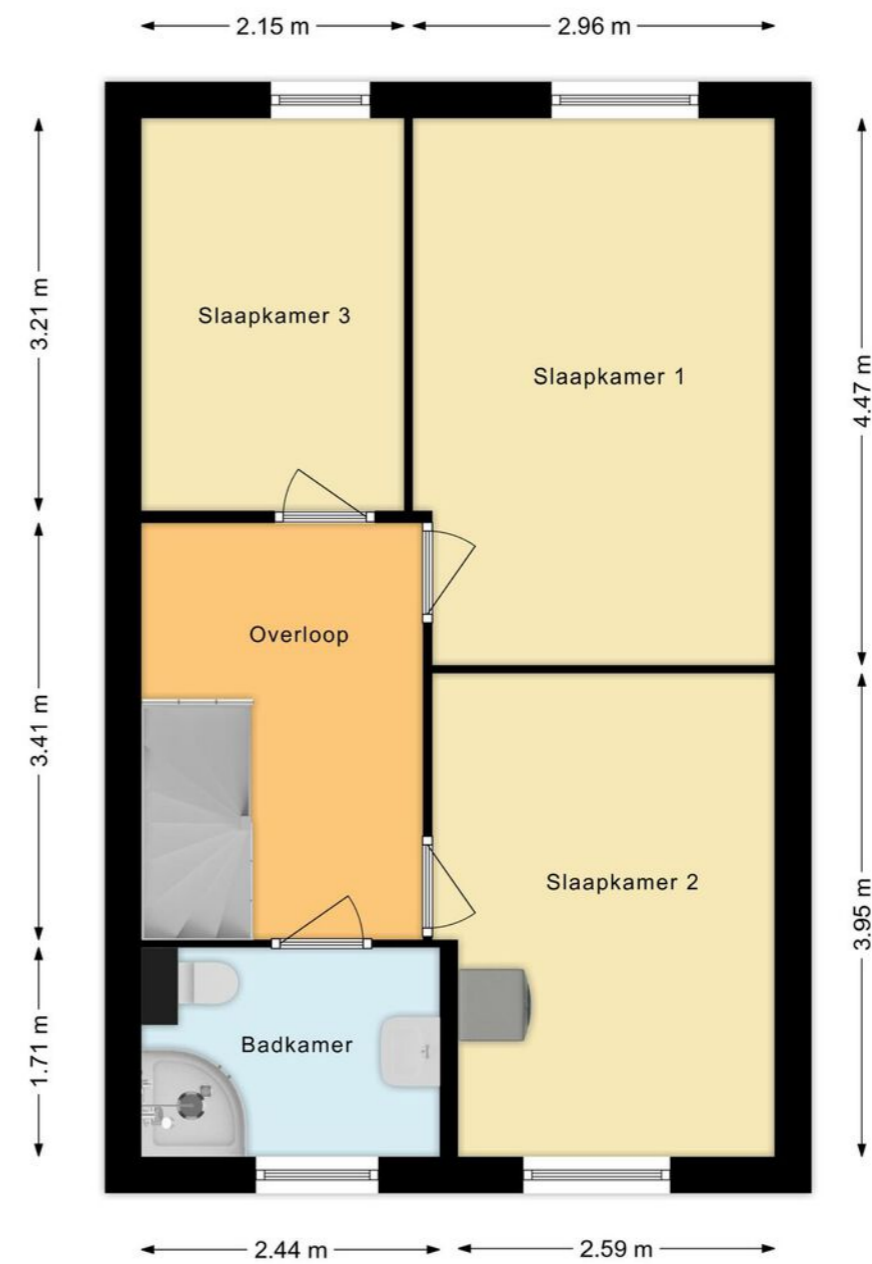 2.15 m
2.96 m
3.21 m
Slaapkamer 3
Slaapkamer 1
4.47 m
Overloop
3.41 m
Slaapkamer 2
3.95 m
Badkamer
1.71 m
2.44 m
2.59 m